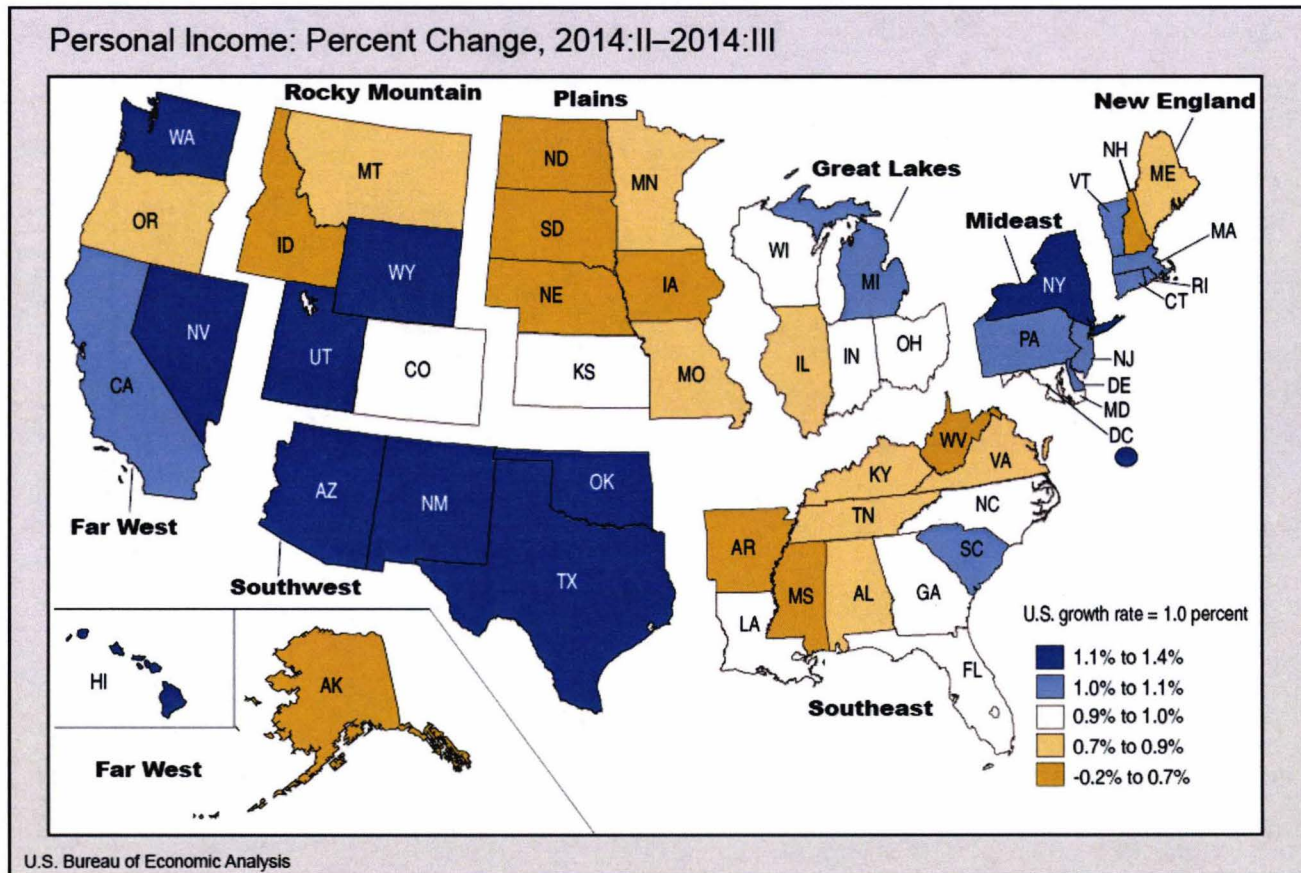 Personal Income: Percent Change, 2014:II–2014:III
Rocky Mountain
Plains
New England
Great Lakes
Mideast
WA
MT
ND
MN
NH
ME
VT
OR
ID
SD
WI
MA
WY
MI
NY
RI
CT
NE
IA
NV
UT
PA
CA
CO
KS
MO
IL
IN
OH
NJ
DE
MD
DC
WV
KY
VA
AZ
NM
OK
TN
NC
Far West
AR
SC
TX
MS
AL
GA
LA
Southwest
U.S. growth rate = 1.0 percent
1.1% to 1.4%
1.0% to 1.1%
0.9% to 1.0%
0.7% to 0.9%
-0.2% to 0.7%
FL
Southeast
HI
AK
Far West
U.S. Bureau of Economic Analysis